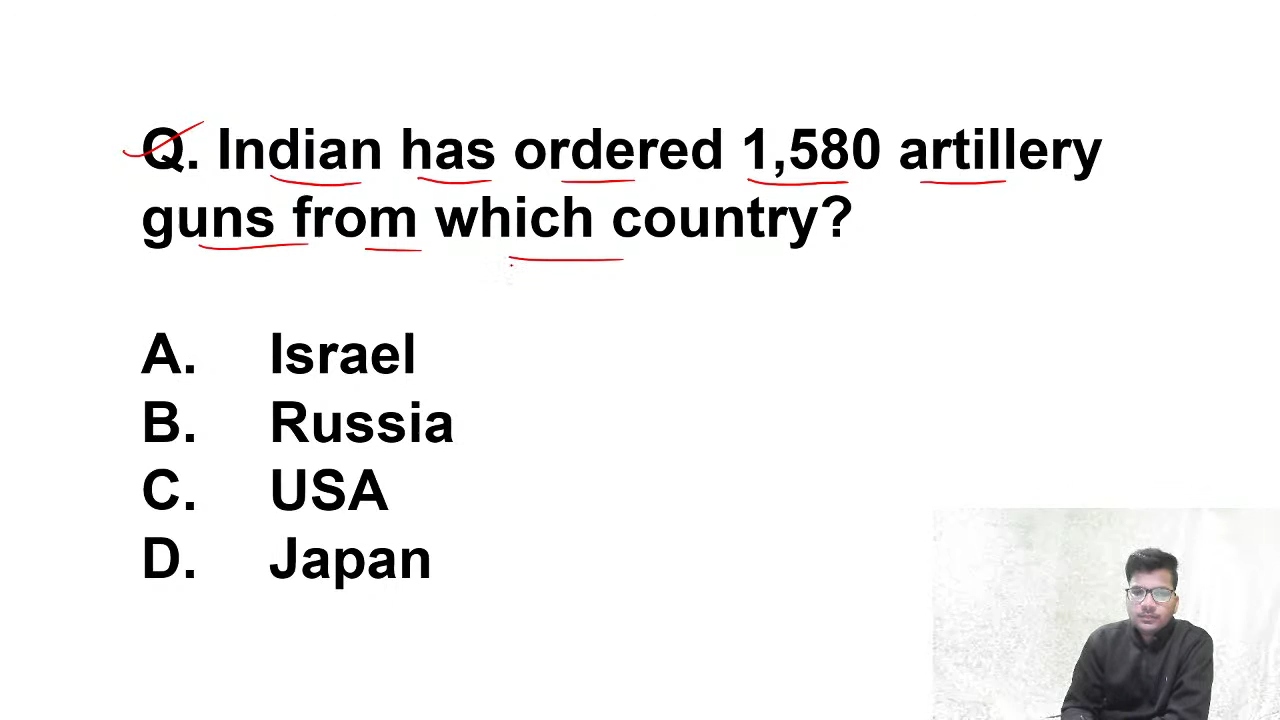 Q. Indian has ordered 1,580 artillery
guns from which country?
A. Israel
B. Russia
C. USA
D. Japan